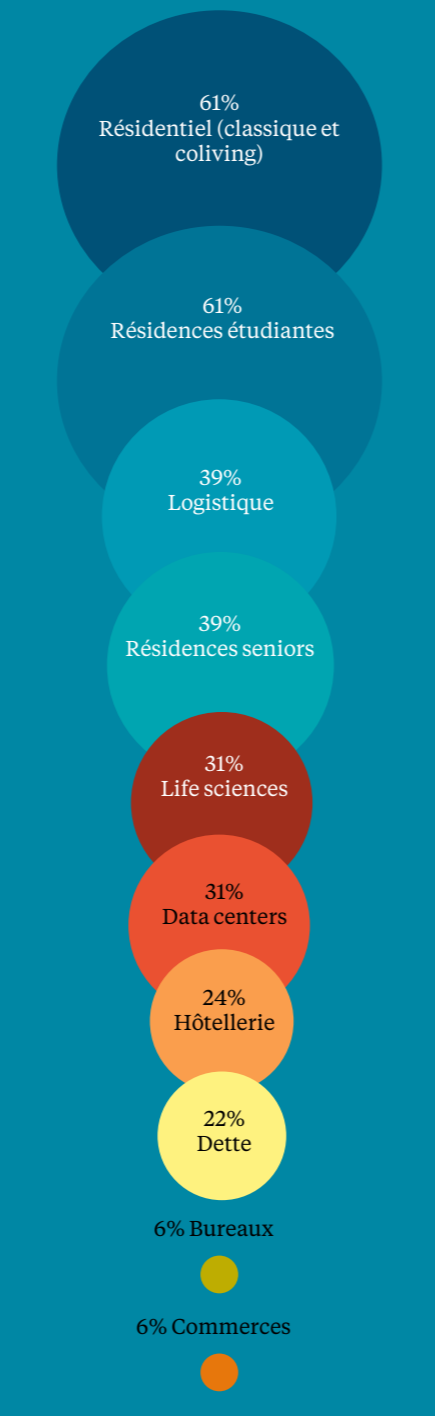 61%
Résidentiel (classique et
coliving)
61%
Résidences étudiantes
39%
Logistique
39%
Résidences seniors
31%
Life sciences
31%
Data centers
24%
Hôtellerie
22%
Dette
6% Bureaux
6% Commerces